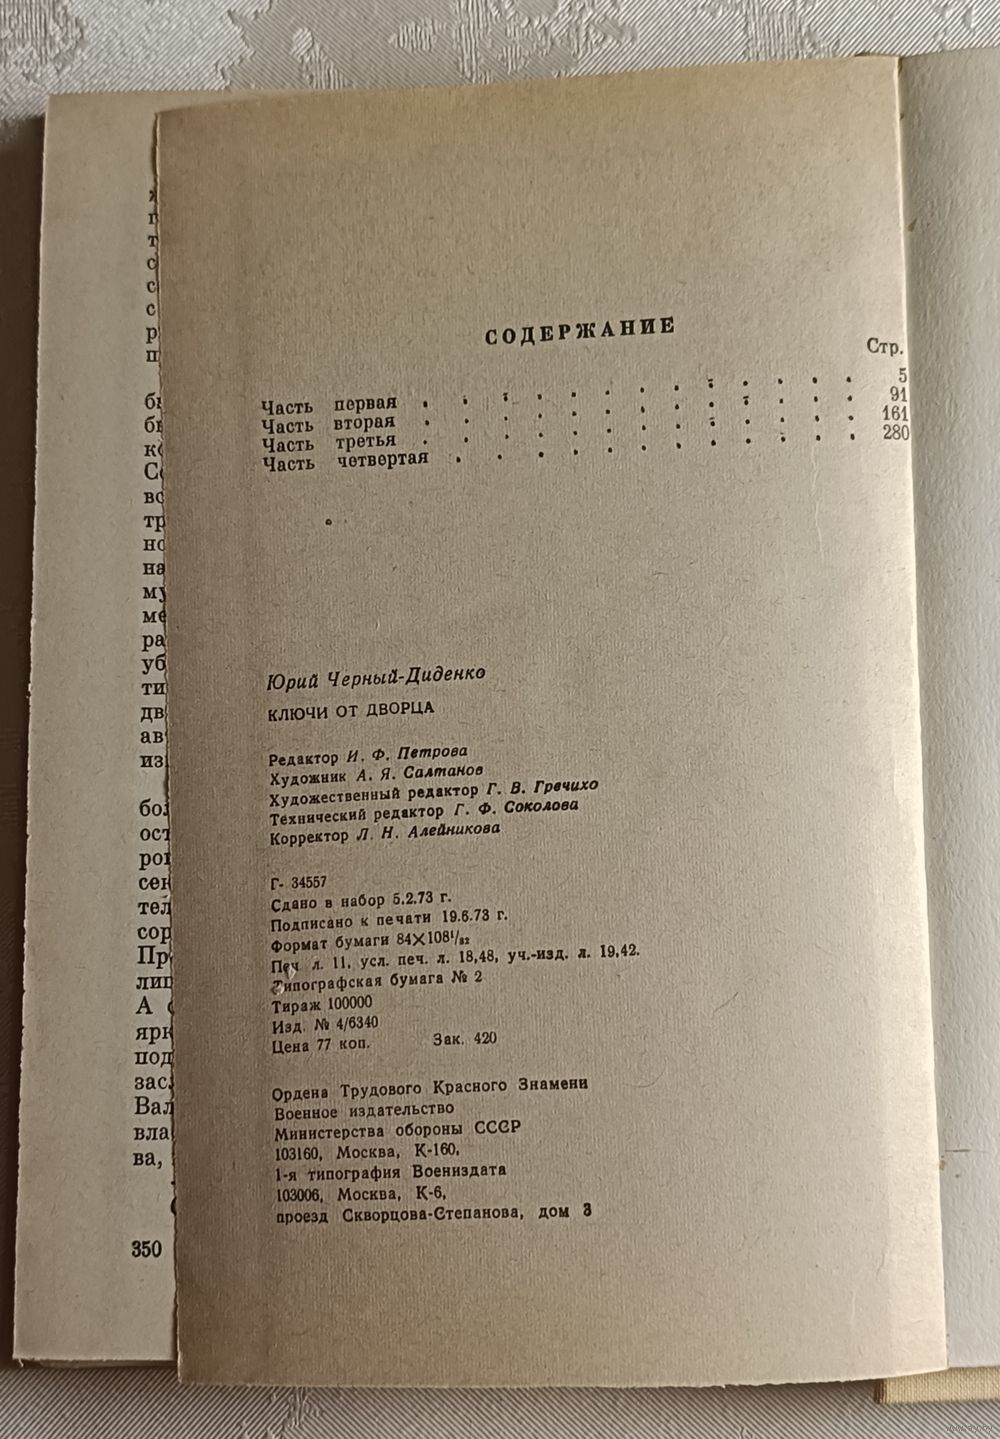 СОДЕРЖАНИЕ
Стр.
Часть первая . . . . . . . . . . . . 5
Часть вторая . . . . . . . . . . . . 91
Часть третья . . . . . . . . . . . . 161
Часть четвертая . . . . . . . . . . . 280
Юрий Черный-Диденко
КЛЮЧИ ОТ ДВОРЦА
Редактор И. Ф. Петрова
Художник А. Я. Салтанов
Художественный редактор Г. В. Гречихо
Технический редактор Г. Ф. Соколова
Корректор Л. Н. Алейникова
Г- 34557
Сдано в набор 5.2.73 г.
Подписано к печати 19.6.73 г.
Формат бумаги 84×108¹/₃₂
Печ л. 11, усл. печ. л. 18,48, уч.-изд. л. 19,42.
Типографская бумага № 2
Тираж 100000
Изд. № 4/6340
Цена 77 коп. Зак. 420
Ордена Трудового Красного Знамени
Военное издательство
Министерства обороны СССР
103160, Москва, К-160,
1-я типография Воениздата
103006, Москва, К-6,
проезд Скворцова-Степанова, дом 3
350